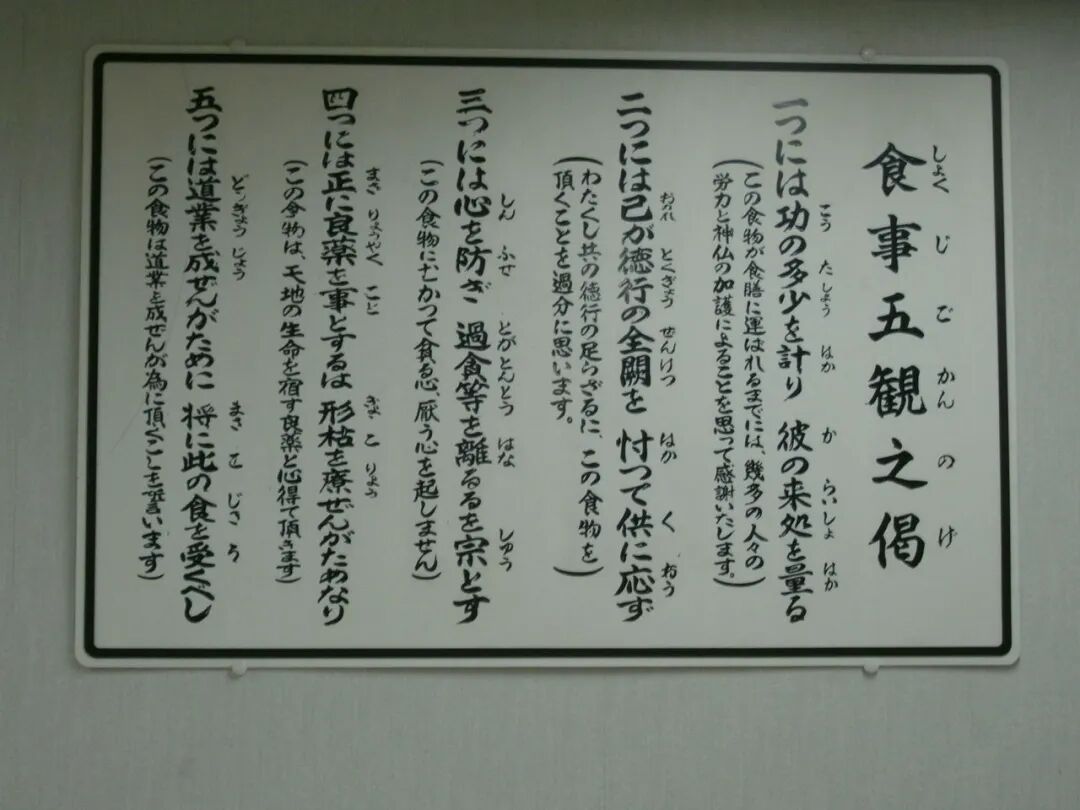 食事五観之偈
一つには功の多少を計り 彼の来処を量る
(この食物が食膳に運ばれるまでには、幾多の人々の
労力と神仏の加護によることを思って感謝いたします。)
二つには己が徳行の全闕を 忖って供に応ず
(わたくし共の徳行の足らざるに、この食物を
頂くことを過分に思います。)
三つには心を防ぎ 過貪等を離るるを宗とす
(この食物にむかって貪る心、厭う心を起しません)
四つには正に良薬を事とするは 形枯を療ぜんがためなり
(この食物は、天地の生命を宿す良薬と心得て頂きます)
五つには道業を成ぜんがために 将に此の食を受くべし
(この食物は道業を成ぜんが為に頂くことを誓います)